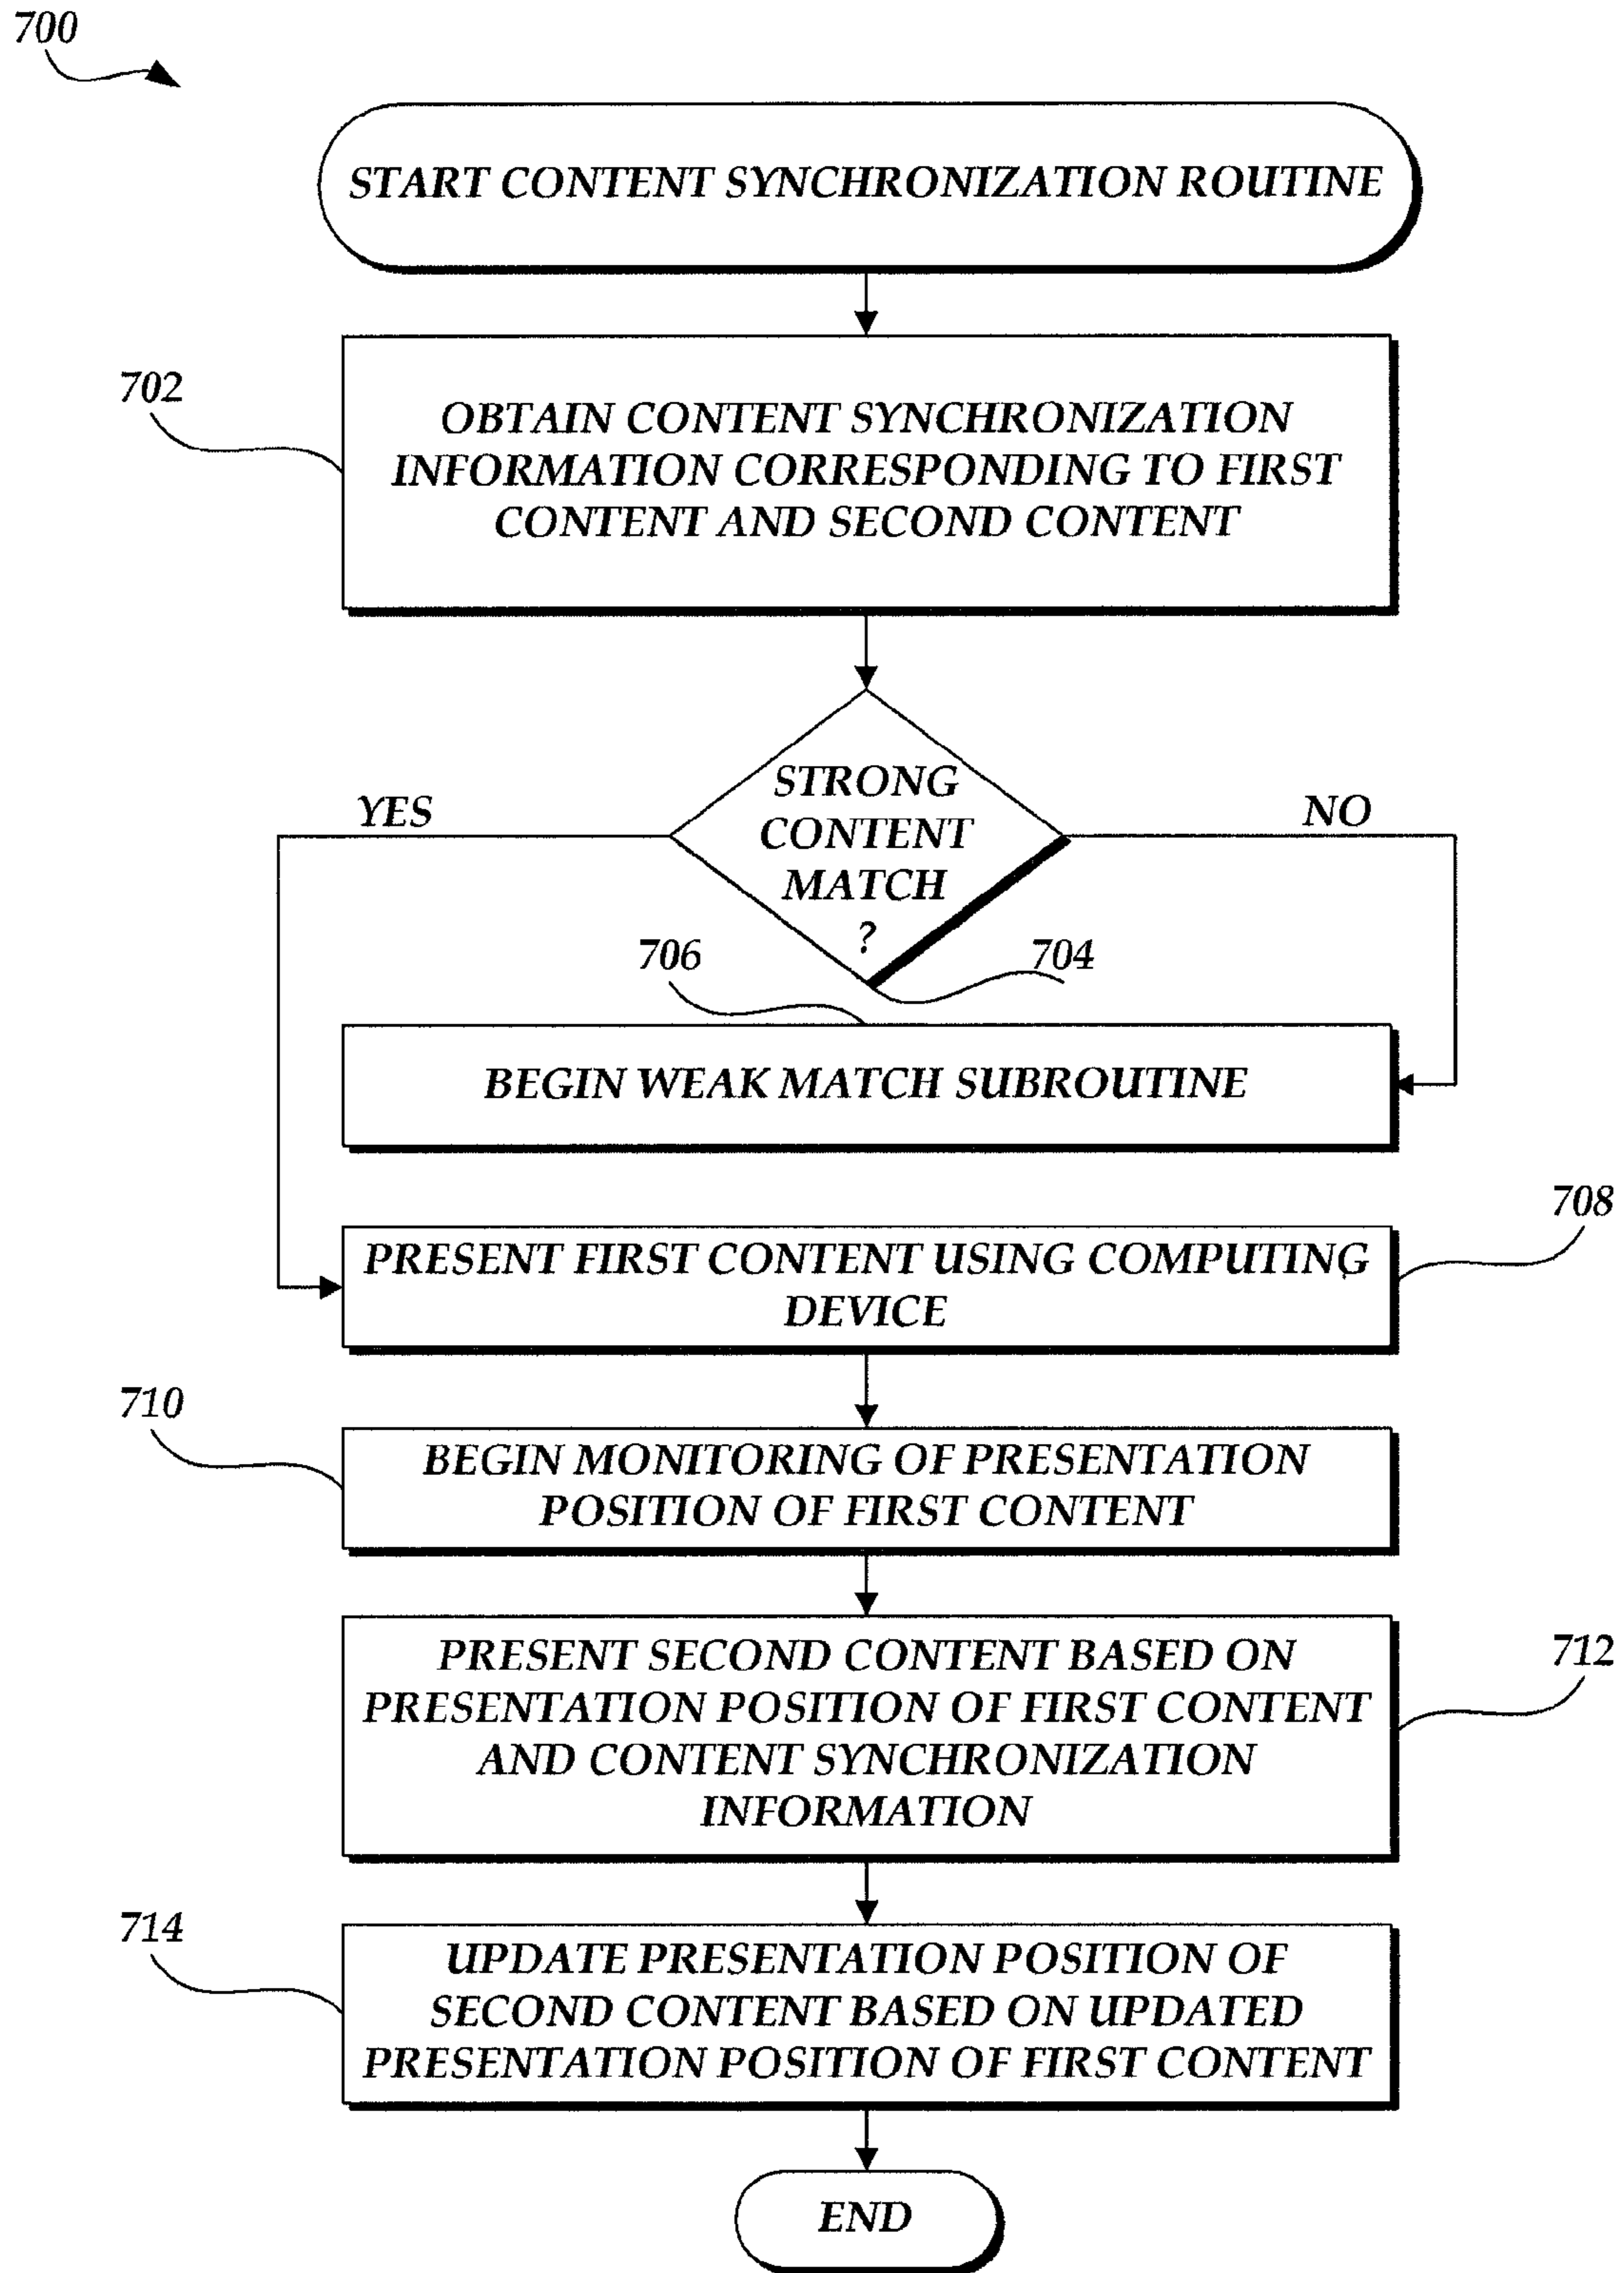 700
START CONTENT SYNCHRONIZATION ROUTINE
702
OBTAIN CONTENT SYNCHRONIZATION
INFORMATION CORRESPONDING TO FIRST
CONTENT AND SECOND CONTENT
STRONG
CONTENT
MATCH
?
YES
NO
704
706
BEGIN WEAK MATCH SUBROUTINE
708
PRESENT FIRST CONTENT USING COMPUTING
DEVICE
710
BEGIN MONITORING OF PRESENTATION
POSITION OF FIRST CONTENT
712
PRESENT SECOND CONTENT BASED ON
PRESENTATION POSITION OF FIRST CONTENT
AND CONTENT SYNCHRONIZATION
INFORMATION
714
UPDATE PRESENTATION POSITION OF
SECOND CONTENT BASED ON UPDATED
PRESENTATION POSITION OF FIRST CONTENT
END